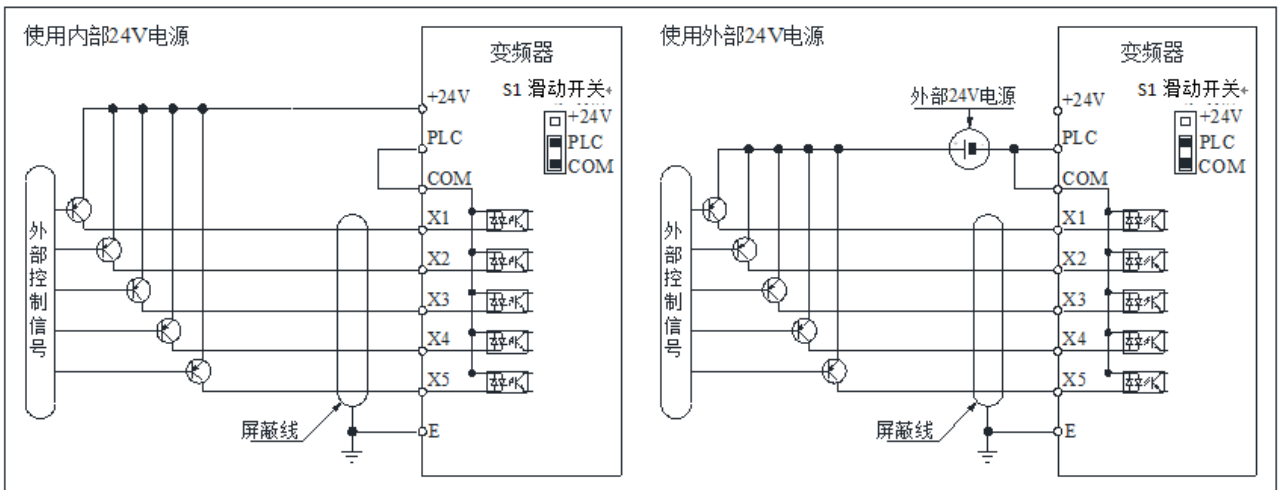 使用内部24V电源
变频器
S1 滑动开关
+24V
PLC
COM
+24V
PLC
COM
X1
X2
X3
X4
X5
E
外部控制信号
屏蔽线
使用外部24V电源
变频器
S1 滑动开关
外部24V电源
+24V
PLC
COM
+24V
PLC
COM
X1
X2
X3
X4
X5
E
外部控制信号
屏蔽线